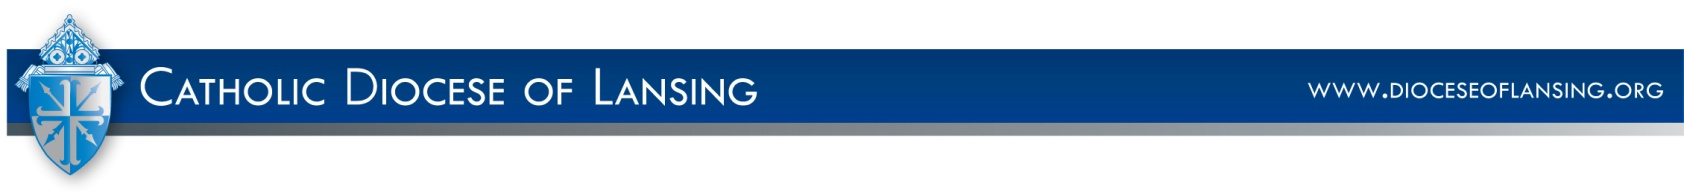 CATHOLIC DIOCESE OF LANSING
WWW.DIOCESEOFLANSING.ORG